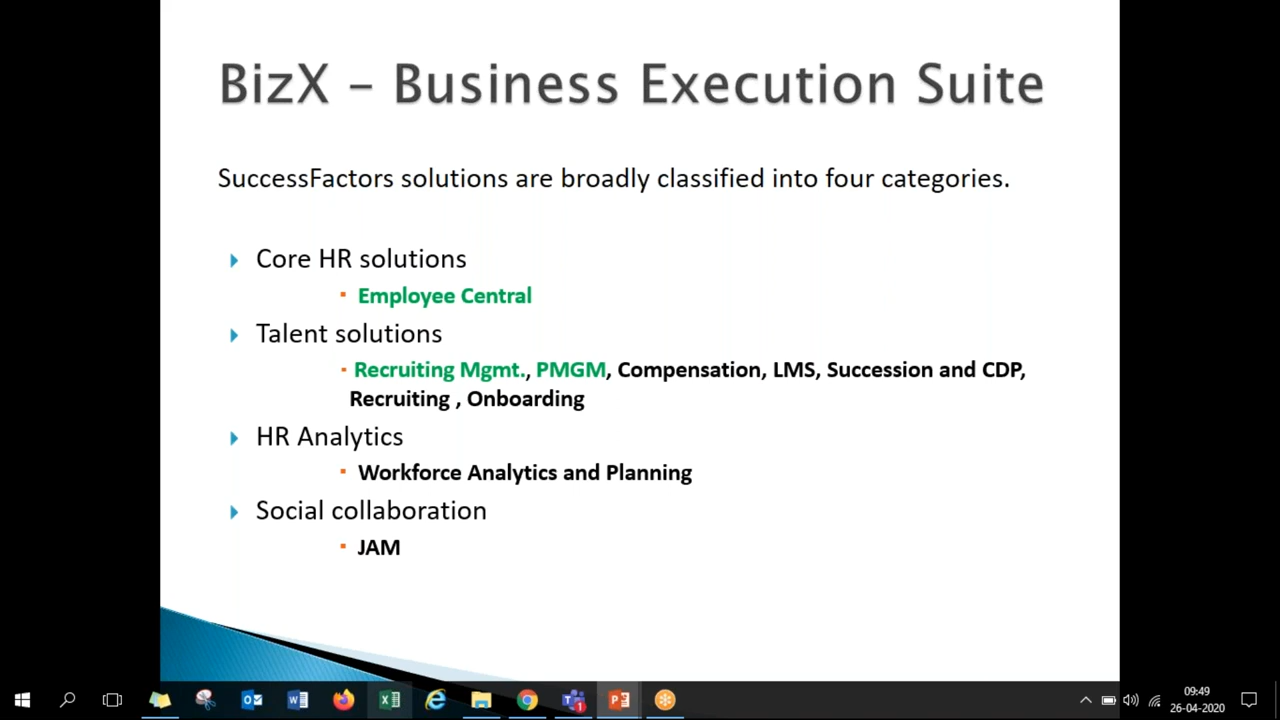 BizX – Business Execution Suite
SuccessFactors solutions are broadly classified into four categories.
Core HR solutions
Employee Central
Talent solutions
Recruiting Mgmt., PMGM, Compensation, LMS, Succession and CDP,
Recruiting , Onboarding
HR Analytics
Workforce Analytics and Planning
Social collaboration
JAM
09:49
26-04-2020